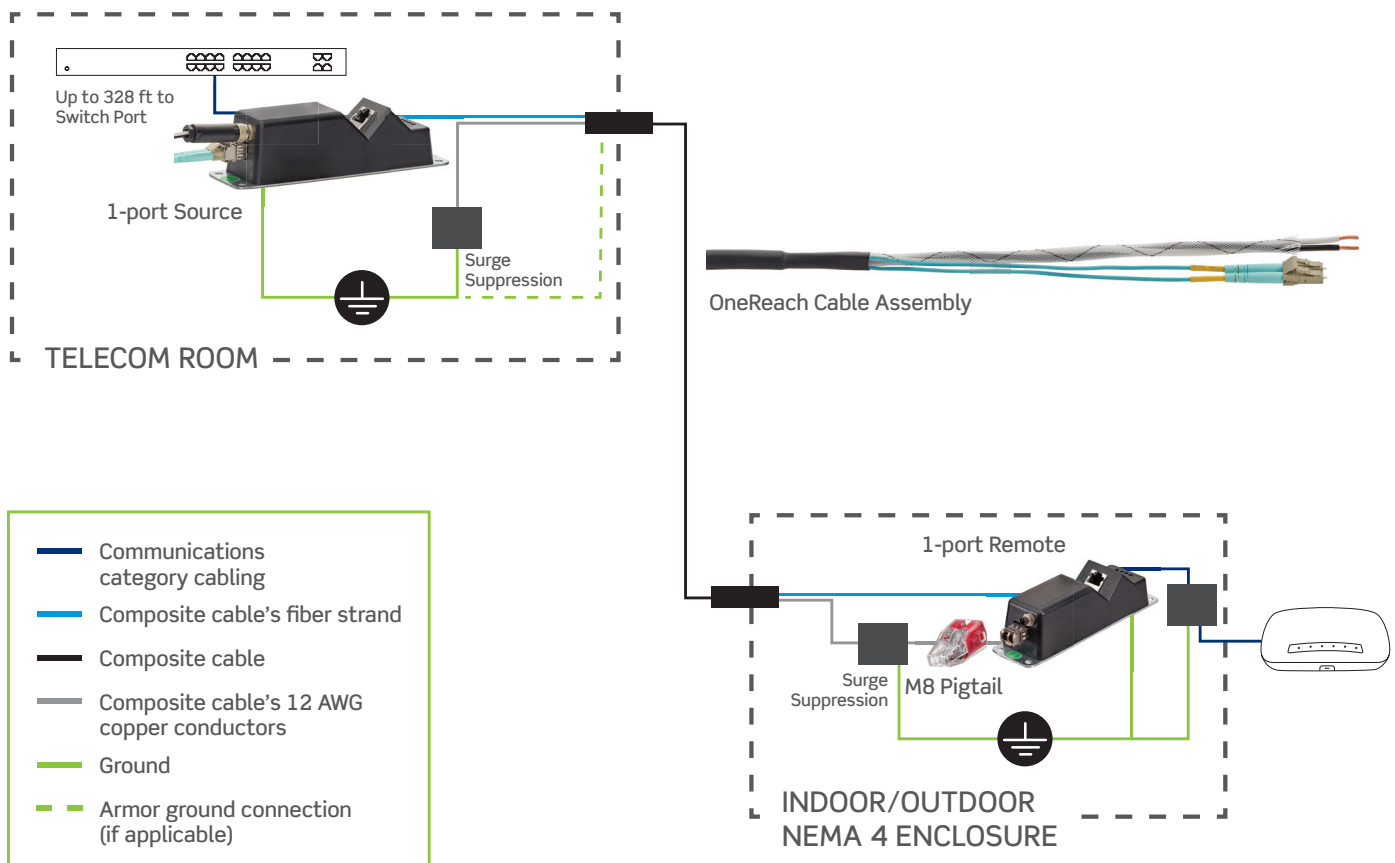 Up to 328 ft to
Switch Port
1-port Source
Surge
Suppression
TELECOM ROOM
OneReach Cable Assembly
Communications
category cabling
Composite cable's fiber strand
Composite cable
Composite cable's 12 AWG
copper conductors
Ground
Armor ground connection
(if applicable)
1-port Remote
Surge
Suppression
M8 Pigtail
INDOOR/OUTDOOR
NEMA 4 ENCLOSURE